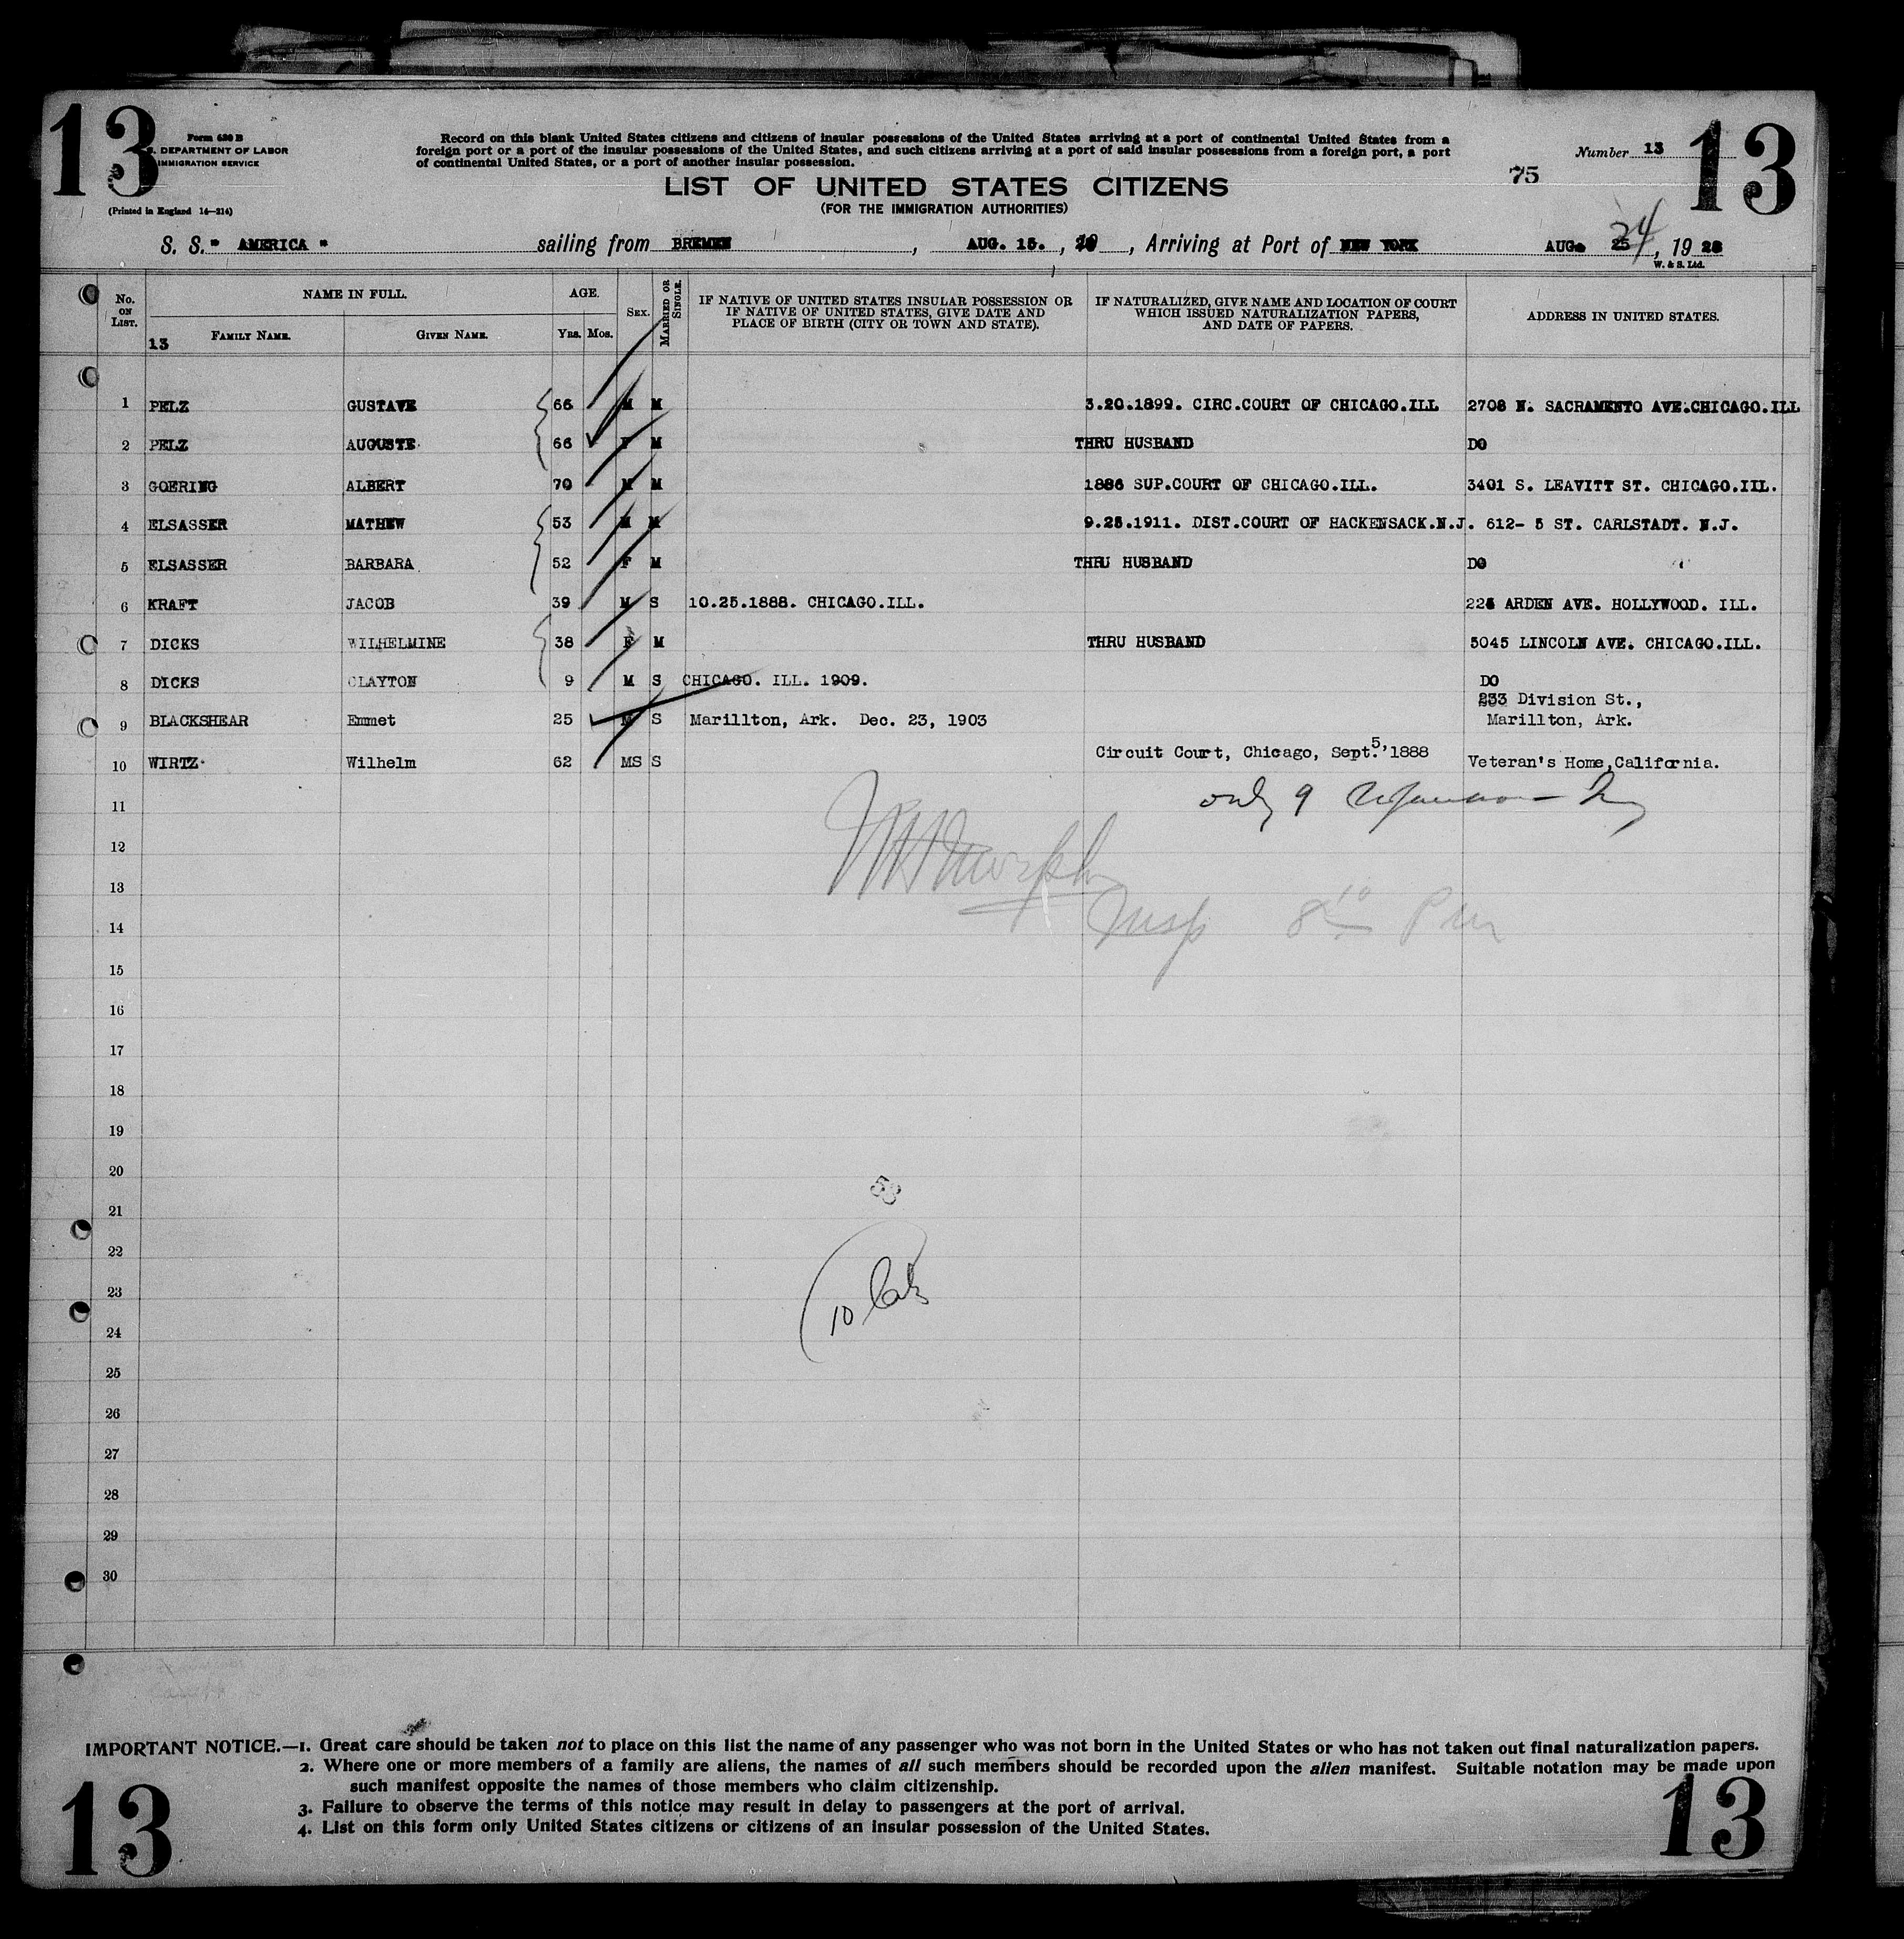 13
13
Form 630 B
DEPARTMENT OF LABOR
IMMIGRATION SERVICE
(Printed in England 14—214)
Record on this blank United States citizens and citizens of insular possessions of the United States arriving at a port of continental United States from a
foreign port or a port of the insular possessions of the United States, and such citizens arriving at a port of said insular possessions from a foreign port, a port
of continental United States, or a port of another insular possession.
75
Number 13
LIST OF UNITED STATES CITIZENS
(FOR THE IMMIGRATION AUTHORITIES)
S. S. " AMERICA " sailing from BREMEN, AUG. 15., Arriving at Port of NEW YORK AUG. 25 24, 19 28
W. & S. Ltd.
No. ON LIST. NAME IN FULL. AGE. SEX. MARRIED OR SINGLE. IF NATIVE OF UNITED STATES INSULAR POSSESSION OR IF NATIVE OF UNITED STATES, GIVE DATE AND PLACE OF BIRTH (CITY OR TOWN AND STATE). IF NATURALIZED, GIVE NAME AND LOCATION OF COURT WHICH ISSUED NATURALIZATION PAPERS, AND DATE OF PAPERS. ADDRESS IN UNITED STATES.
13 FAMILY NAME. GIVEN NAME. Yrs. Mos.
1 PELZ GUSTAVE 66 M M 3.20.1899. CIRC.COURT OF CHICAGO.ILL 2708 N. SACRAMENTO AVE.CHICAGO.ILL
2 PELZ AUGUSTE 66 F M THRU HUSBAND DO
3 GOERING ALBERT 70 M M 1886 SUP.COURT OF CHICAGO.ILL. 3401 S. LEAVITT ST. CHICAGO.ILL.
4 ELSASSER MATHEW 53 M M 9.25.1911. DIST.COURT OF HACKENSACK.N.J. 612- 5 ST. CARLSTADT. N.J.
5 ELSASSER BARBARA 52 F M THRU HUSBAND DO
6 KRAFT JACOB 39 M S 10.25.1888. CHICAGO.ILL. ARDEN AVE. HOLLYWOOD. ILL.
7 DICKS WILHELMINE 38 F M THRU HUSBAND 5045 LINCOLN AVE. CHICAGO.ILL.
8 DICKS CLAYTON 9 M S CHICAGO. ILL. 1909. DO
9 BLACKSHEAR Emmet 25 M S Marillton, Ark. Dec. 23, 1903 233 Division St., Marillton, Ark.
10 WIRTZ Wilhelm 62 MS S Circuit Court, Chicago, Sept. 5, 1888 Veteran's Home, California.
11 only 9
12
13
14 Insp 8 10 P M
15
16
17
18
19
20
53
21
22
23 10
24
25
26
27
28
29
30
IMPORTANT NOTICE.—1. Great care should be taken not to place on this list the name of any passenger who was not born in the United States or who has not taken out final naturalization papers.
2. Where one or more members of a family are aliens, the names of all such members should be recorded upon the alien manifest. Suitable notation may be made upon
such manifest opposite the names of those members who claim citizenship.
3. Failure to observe the terms of this notice may result in delay to passengers at the port of arrival.
4. List on this form only United States citizens or citizens of an insular possession of the United States.
13
13